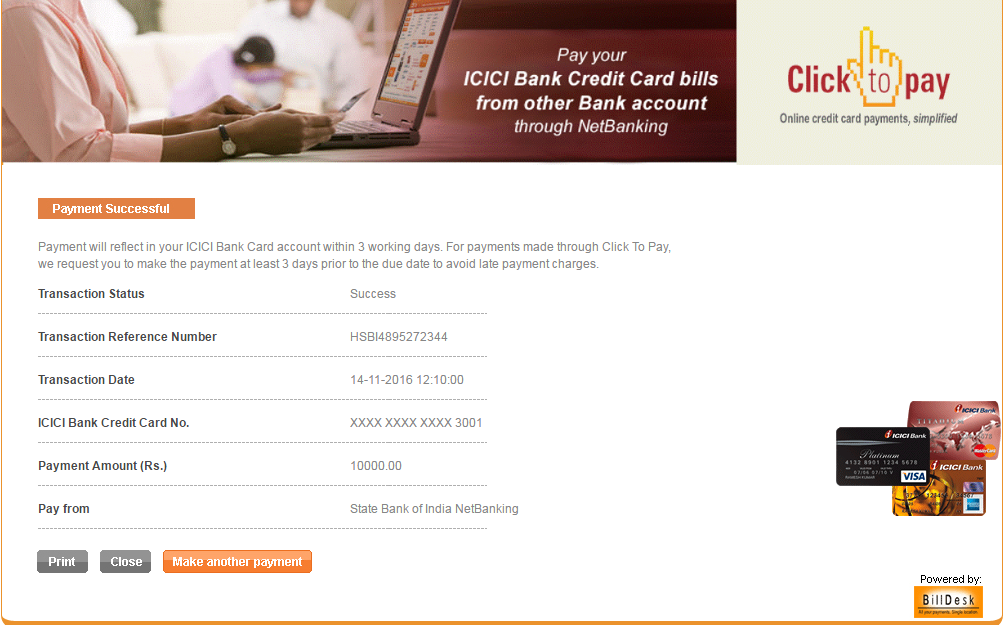 Pay your
ICICI Bank Credit Card bills
from other Bank account
through NetBanking
Click to pay
Online credit card payments, simplified
Payment Successful
Payment will reflect in your ICICI Bank Card account within 3 working days. For payments made through Click To Pay,
we request you to make the payment at least 3 days prior to the due date to avoid late payment charges.
Transaction Status Success
Transaction Reference Number HSBI4895272344
Transaction Date 14-11-2016 12:10:00
ICICI Bank Credit Card No. XXXX XXXX XXXX 3001
Payment Amount (Rs.) 10000.00
Pay from State Bank of India NetBanking
ICICI Bank
MasterCard
ICICI Bank
Platinum
4132 8901 1234 5678
VISA
ICICI Bank
Print Close Make another payment
Powered by:
BillDesk